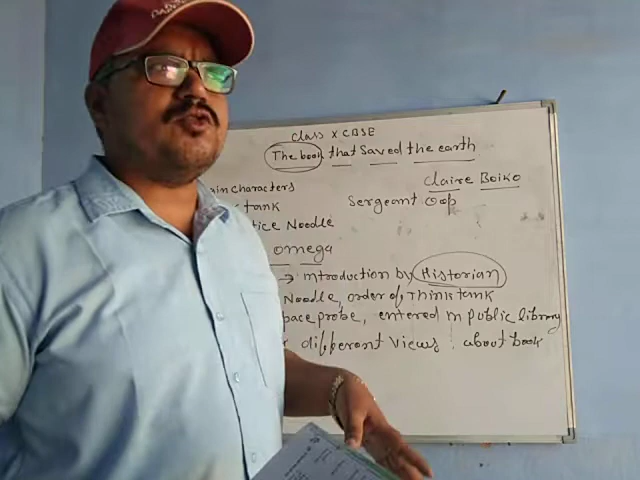 Class X CBSE
The book that saved the earth
Claire Boiko
ain characters
tank
Sergeant oop
tice Noodle
omega
→ introduction by Historian
Noodle, order of Think tank
pace probe, entered in public library
different views about book